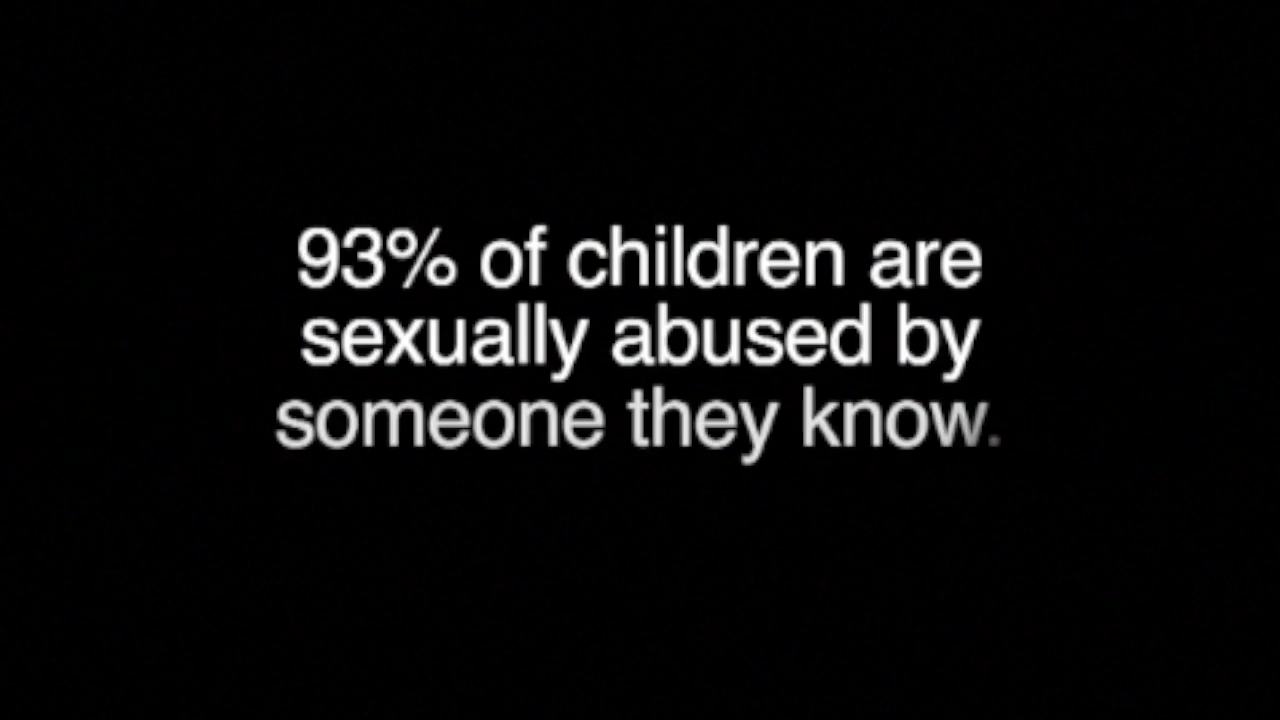 93% of children are
sexually abused by
someone they know.